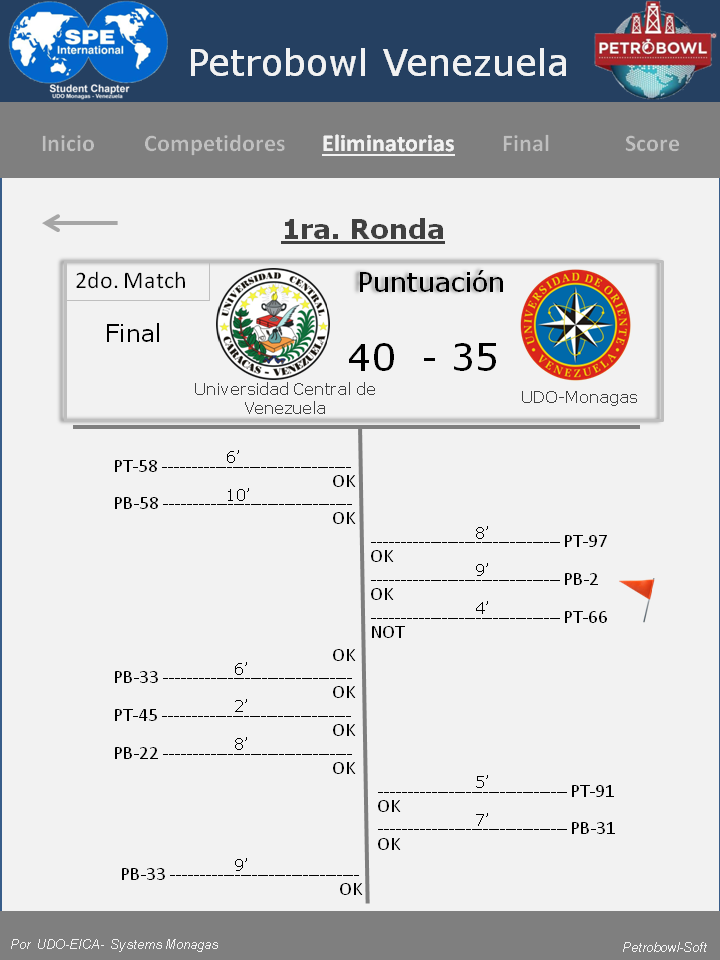 SPE
International
Student Chapter
UDO Monagas - Venezuela
Petrobowl Venezuela
PETROBOWL
Inicio
Competidores
Eliminatorias
Final
Score
1ra. Ronda
2do. Match
Final
UNIVERSIDAD CENTRAL
CARACAS - VENEZUELA
Puntuación
40 - 35
UNIVERSIDAD DE ORIENTE
VENEZUELA
Universidad Central de
Venezuela
UDO-Monagas
PT-58 -------------------------------- 6’
OK
PB-58 -------------------------------- 10’
OK
8’ -------------------------------- PT-97
OK
9’ -------------------------------- PB-2
OK
4’ -------------------------------- PT-66
NOT
OK
PB-33 -------------------------------- 6’
OK
PT-45 -------------------------------- 2’
OK
PB-22 -------------------------------- 8’
OK
5’ -------------------------------- PT-91
OK
7’ -------------------------------- PB-31
OK
PB-33 -------------------------------- 9’
OK
Por UDO-EICA- Systems Monagas
Petrobowl-Soft